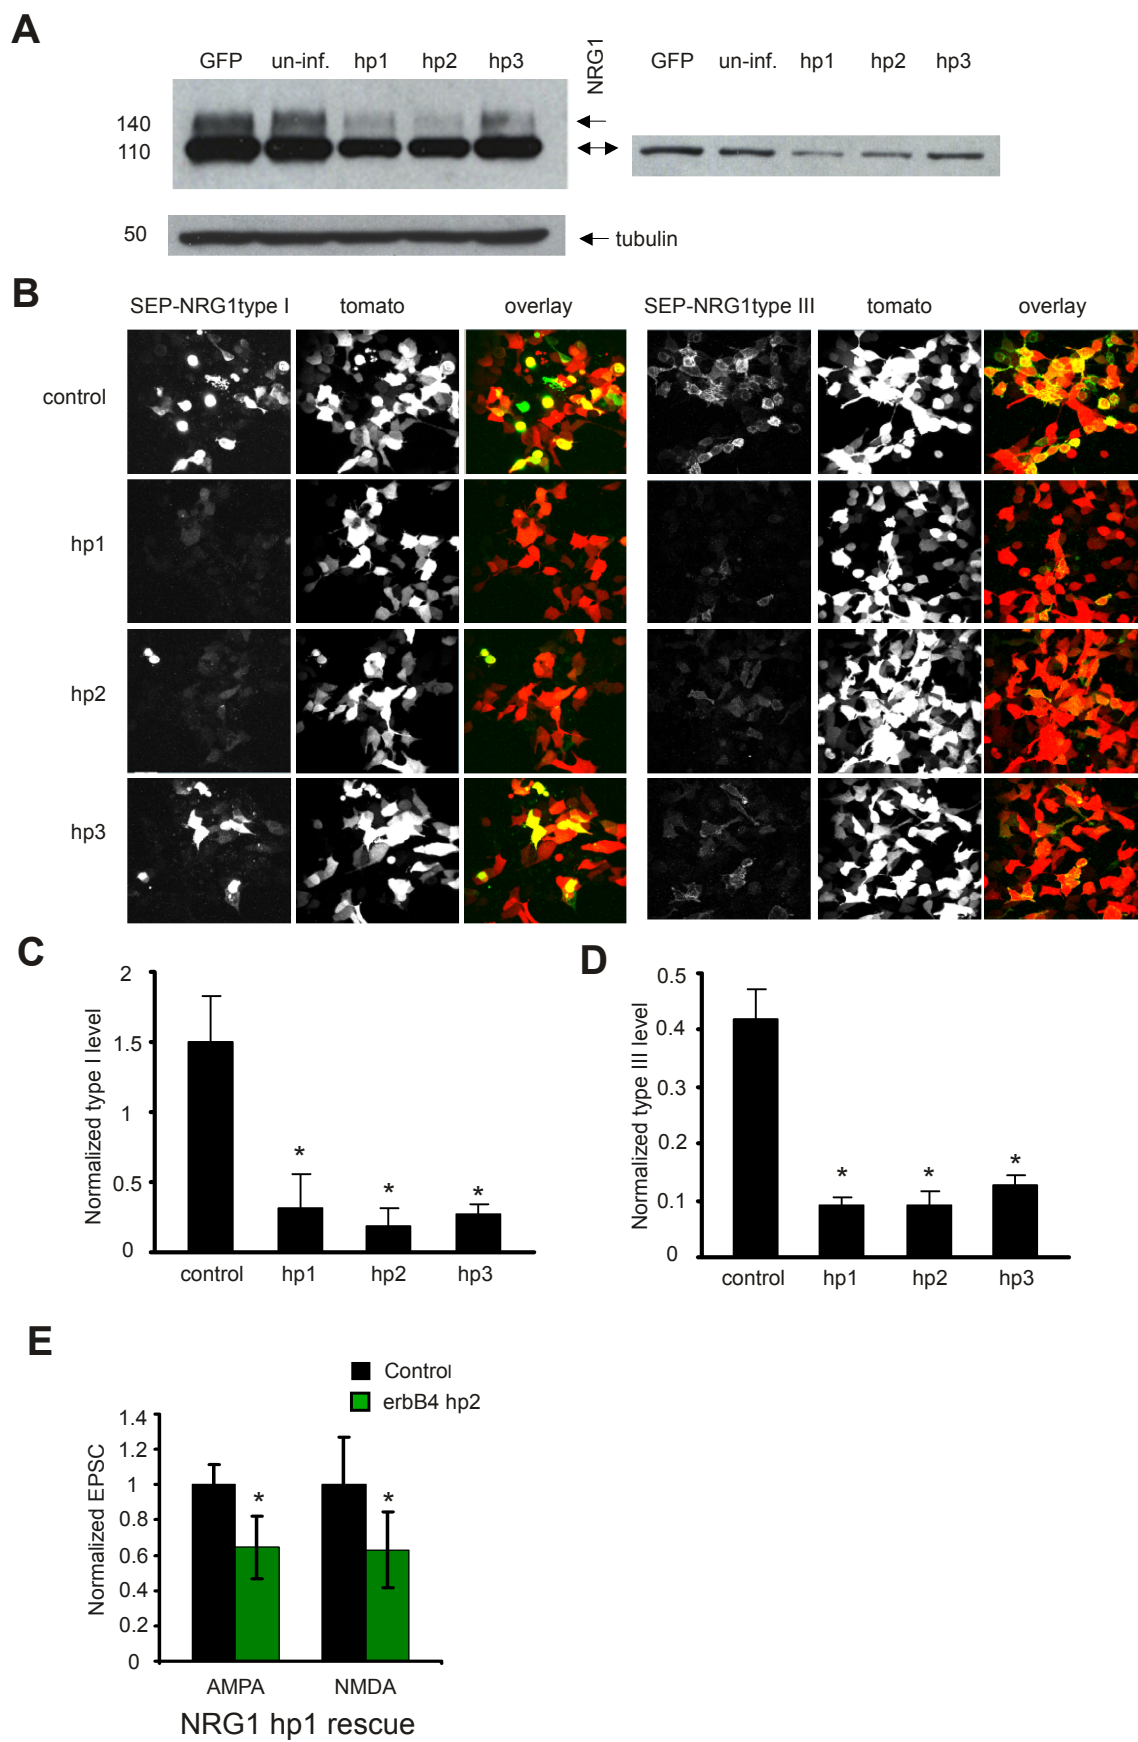 A
GFP un-inf. hp1 hp2 hp3 NRG1 GFP un-inf. hp1 hp2 hp3
140
110
50
tubulin
B
SEP-NRG1type I tomato overlay SEP-NRG1type III tomato overlay
control
hp1
hp2
hp3
C
Normalized type I level
2
1.5
1
0.5
0
control hp1 hp2 hp3
* * *
D
Normalized type III level
0.5
0.4
0.3
0.2
0.1
0
control hp1 hp2 hp3
* * *
E
Control
erbB4 hp2
Normalized EPSC
1.4
1.2
1
0.8
0.6
0.4
0.2
0
* *
AMPA NMDA
NRG1 hp1 rescue